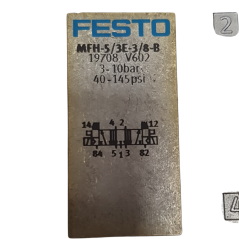 FESTO
MFH-5/3E-3/8-B
19708 V602
3-10bar
40-145psi
14 4 2 12
84 5 1 3 82
2
4